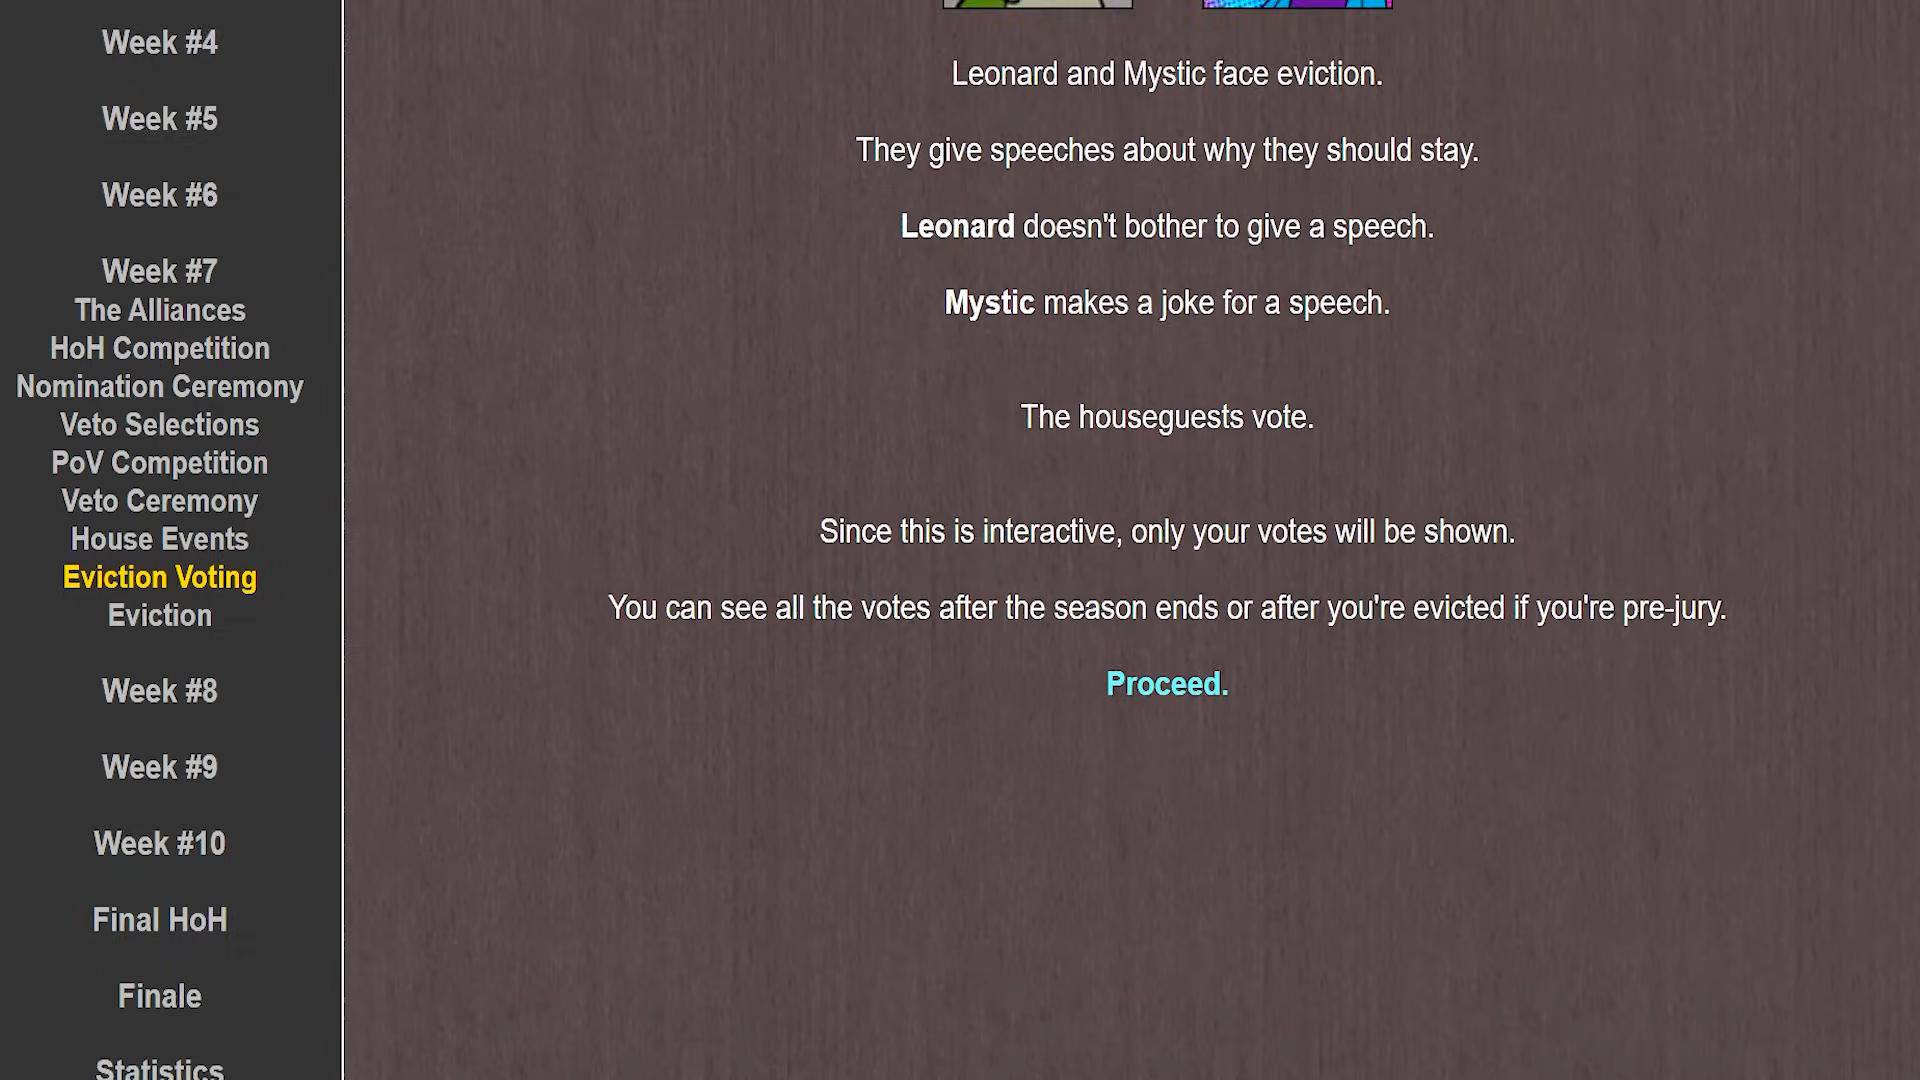 Week #4
Week #5
Week #6
Week #7
The Alliances
HoH Competition
Nomination Ceremony
Veto Selections
PoV Competition
Veto Ceremony
House Events
Eviction Voting
Eviction
Week #8
Week #9
Week #10
Final HoH
Finale
Statistics
Leonard and Mystic face eviction.
They give speeches about why they should stay.
Leonard doesn't bother to give a speech.
Mystic makes a joke for a speech.
The houseguests vote.
Since this is interactive, only your votes will be shown.
You can see all the votes after the season ends or after you're evicted if you're pre-jury.
Proceed.